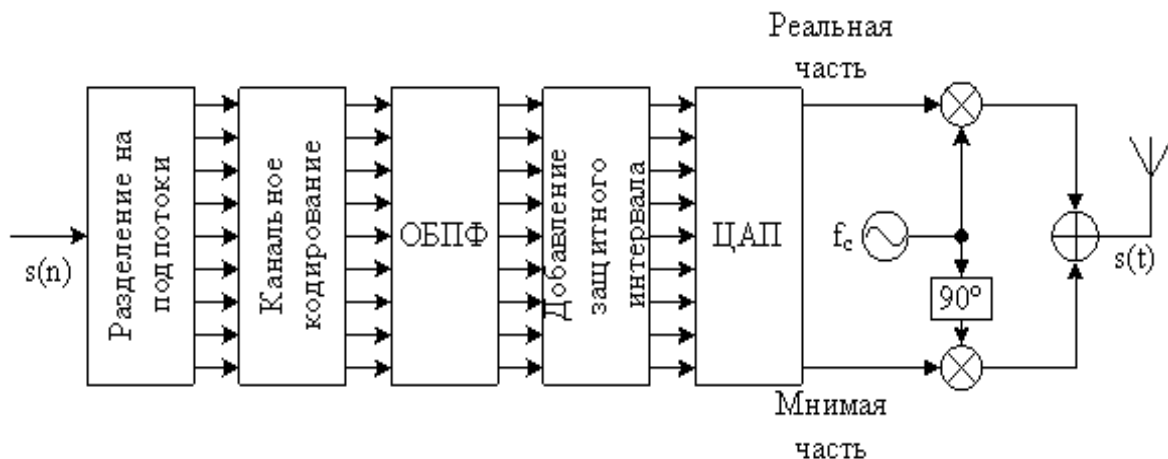 Реальная
часть
s(n)
Разделение на
подпотоки
Канальное
кодирование
ОБПФ
Добавление
защитного
интервала
ЦАП
f_c
90°
s(t)
Мнимая
часть